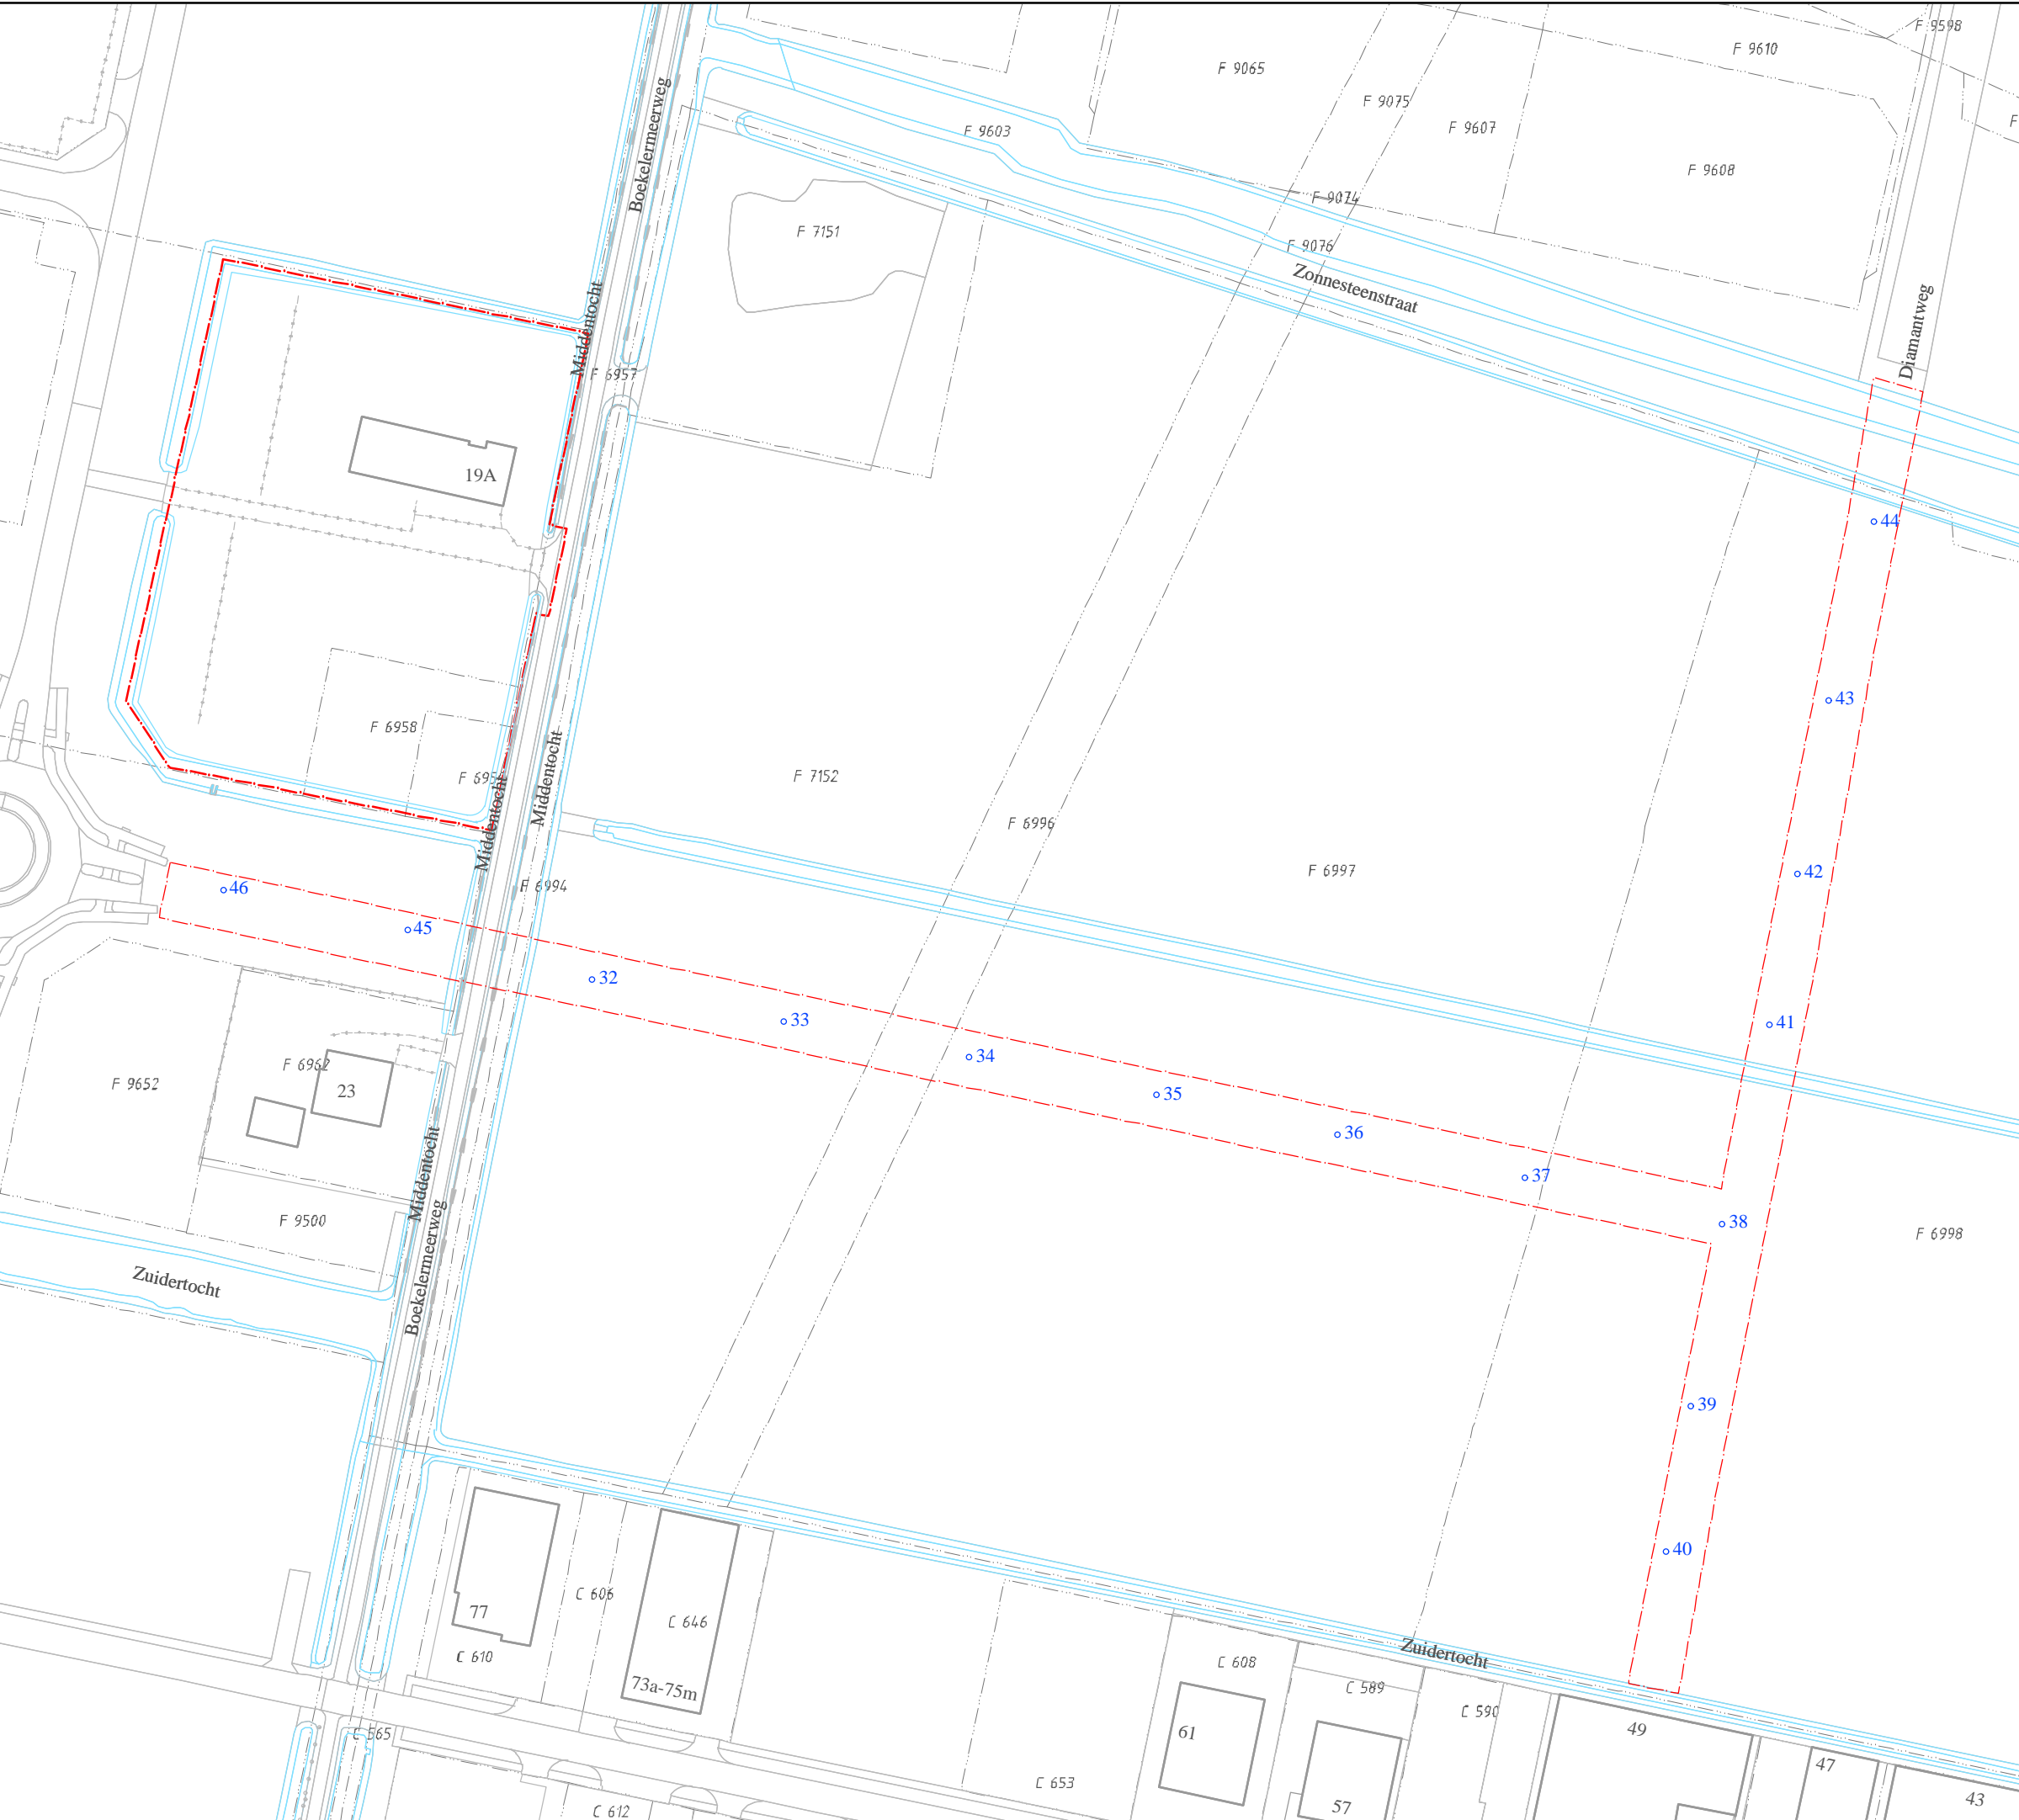 F 9598
F 9610
F 9065
F 9075
F 9607
F 9603
F
F 9608
Boekelermeerweg
F 9074
F 7151
F 9076
Zonnesteenstraat
Diamantweg
Middentocht
F 6957
19A
44
43
F 6958
F 695
Middentocht
Middentocht
F 7152
F 6996
F 6997
42
46
F 6994
45
32
33
41
34
F 6962
F 9652
23
35
36
37
Middentocht
F 9500
38
F 6998
Boekelermeerweg
Zuidertocht
39
40
C 606
77
C 646
C 610
73a-75m
Zuidertocht
C 608
C 589
C 590
C 565
61
49
47
C 653
57
43
C 612